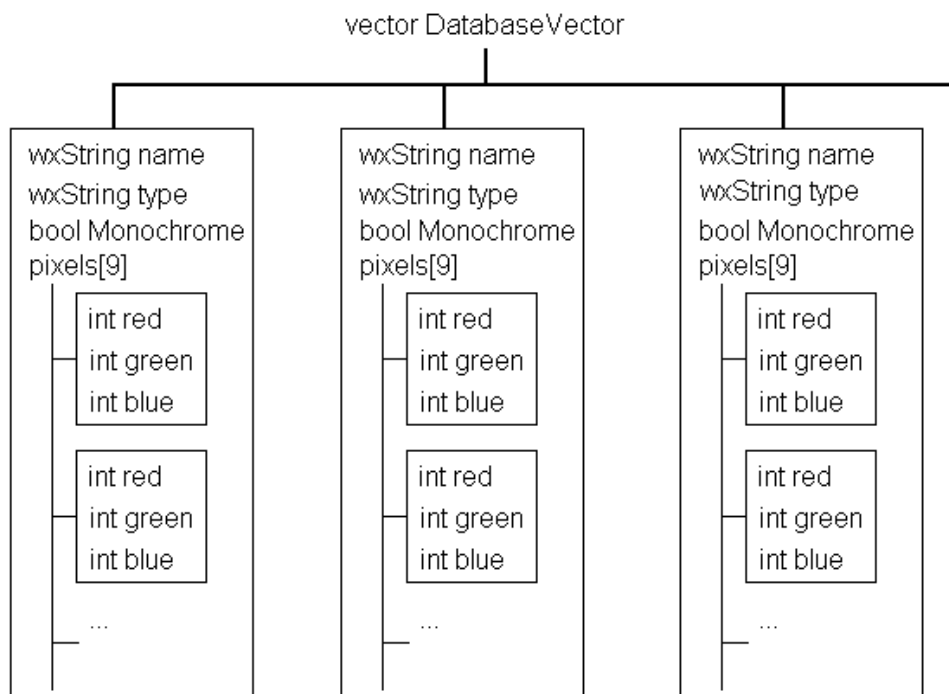 vector DatabaseVector
wxString name
wxString type
bool Monochrome
pixels[9]
int red
int green
int blue
int red
int green
int blue
...
wxString name
wxString type
bool Monochrome
pixels[9]
int red
int green
int blue
int red
int green
int blue
...
wxString name
wxString type
bool Monochrome
pixels[9]
int red
int green
int blue
int red
int green
int blue
...